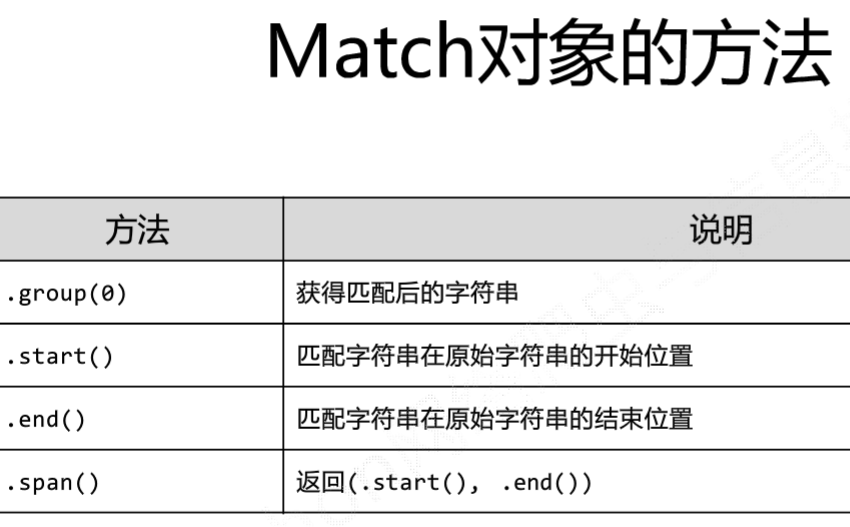 Match对象的方法
方法 说明
.group(0) 获得匹配后的字符串
.start() 匹配字符串在原始字符串的开始位置
.end() 匹配字符串在原始字符串的结束位置
.span() 返回(.start(), .end())